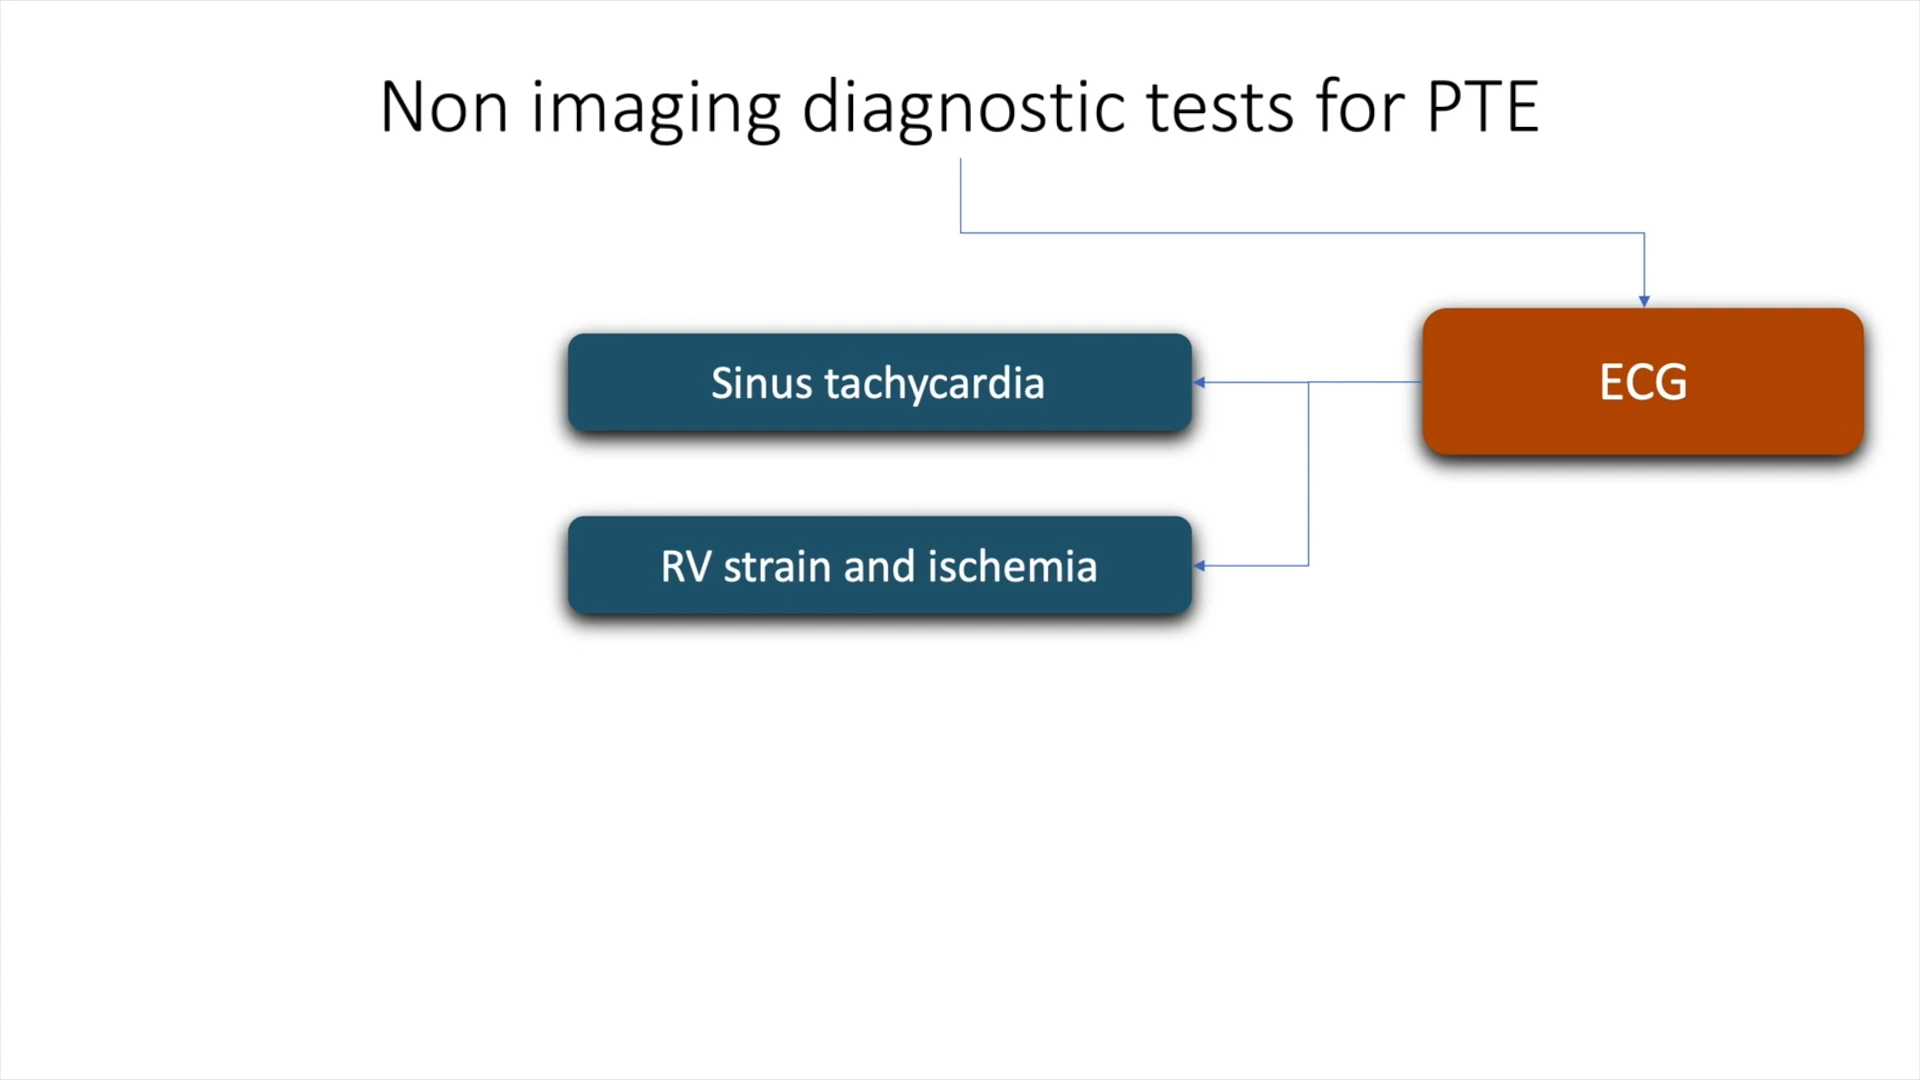 Non imaging diagnostic tests for PTE
ECG
Sinus tachycardia
RV strain and ischemia